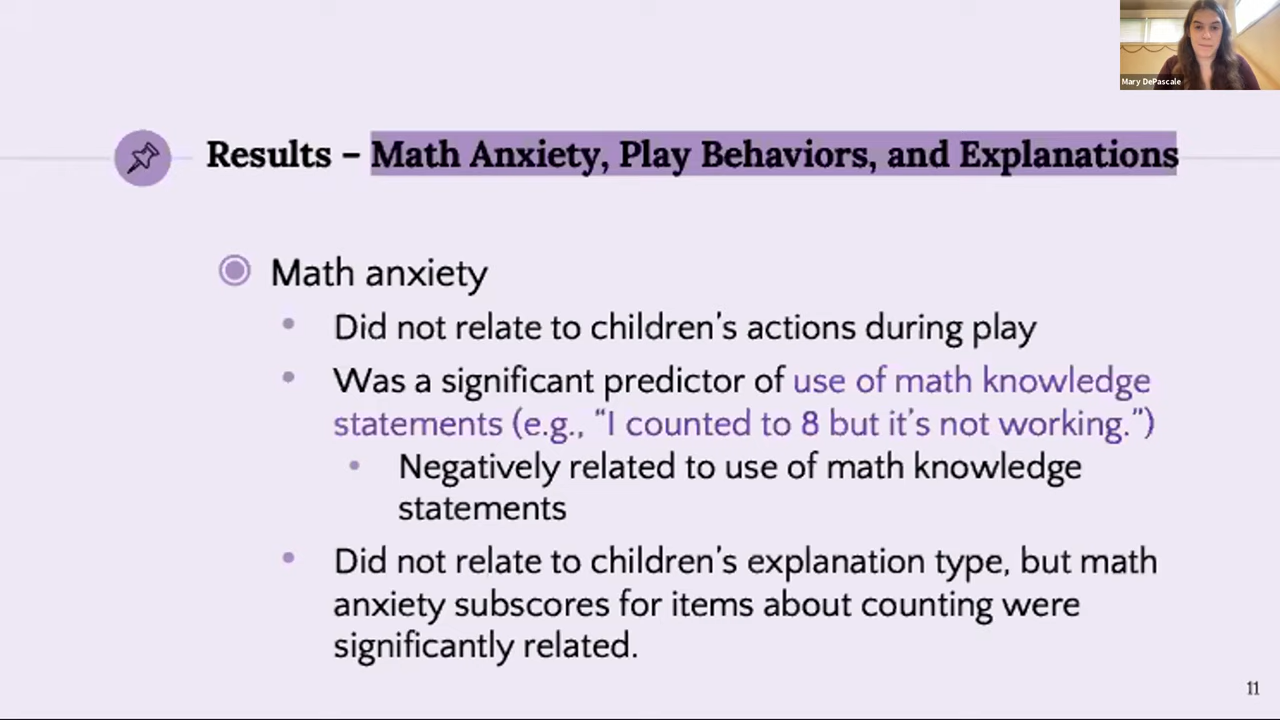 Mary DePascale
Results – Math Anxiety, Play Behaviors, and Explanations
Math anxiety
Did not relate to children's actions during play
Was a significant predictor of use of math knowledge
statements (e.g., “I counted to 8 but it's not working.”)
Negatively related to use of math knowledge
statements
Did not relate to children's explanation type, but math
anxiety subscores for items about counting were
significantly related.
11